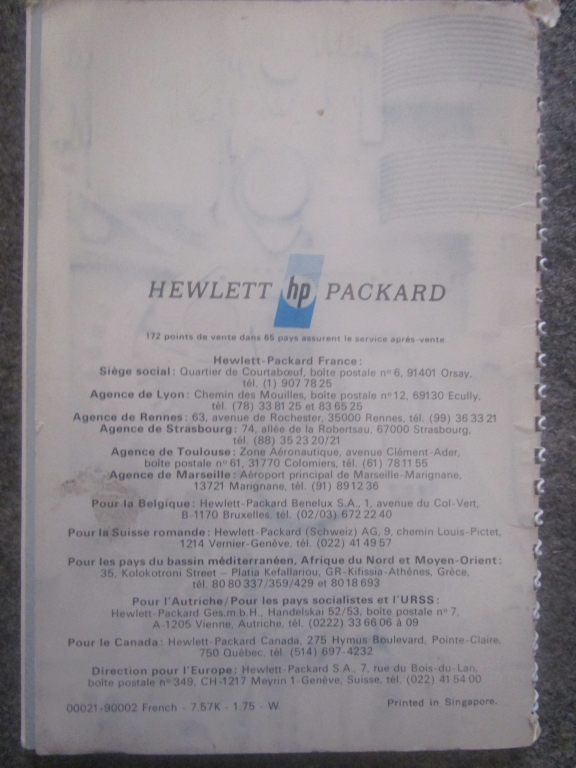 HEWLETT hp PACKARD
172 points de vente dans 65 pays assurent le service après-vente
Hewlett-Packard France:
Siège social: Quartier de Courtabœuf, boîte postale n° 6, 91401 Orsay,
tél. (1) 907 78 25
Agence de Lyon: Chemin des Mouilles, boîte postale n° 12, 69130 Ecully,
tél. (78) 33 81 25 et 83 65 25
Agence de Rennes: 63, avenue de Rochester, 35000 Rennes, tél. (99) 36 33 21
Agence de Strasbourg: 74, allée de la Robertsau, 67000 Strasbourg,
tél. (88) 35 23 20/21
Agence de Toulouse: Zone Aéronautique, avenue Clément-Ader,
boîte postale n° 61, 31770 Colomiers, tél. (61) 78 11 55
Agence de Marseille: Aéroport principal de Marseille-Marignane,
13721 Marignane, tél. (91) 89 12 36
Pour la Belgique: Hewlett-Packard Benelux S.A., 1, avenue du Col-Vert,
B-1170 Bruxelles, tél. (02/03) 672 22 40
Pour la Suisse romande: Hewlett-Packard (Schweiz) AG, 9, chemin Louis-Pictet,
1214 Vernier-Genève, tél. (022) 41 49 57
Pour les pays du bassin méditerranéen, Afrique du Nord et Moyen-Orient:
35, Kolokotroni Street – Platia Kefallariou, GR-Kifissia-Athènes, Grèce,
tél. 80 80 337/359/429 et 80 18 693
Pour l'Autriche/Pour les pays socialistes et l'URSS:
Hewlett-Packard Ges.m.b.H., Handelskai 52/53, boîte postale n° 7,
A-1205 Vienne, Autriche, tél. (0222) 33 66 06 à 09
Pour le Canada: Hewlett-Packard Canada, 275 Hymus Boulevard, Pointe-Claire,
750 Québec, tél. (514) 697-4232
Direction pour l'Europe: Hewlett-Packard S.A., 7, rue du Bois-du-Lan,
boîte postale n° 349, CH-1217 Meyrin 1-Genève, Suisse, tél. (022) 41 54 00
00021-90002 French - 7.57K - 1.75 - W
Printed in Singapore.